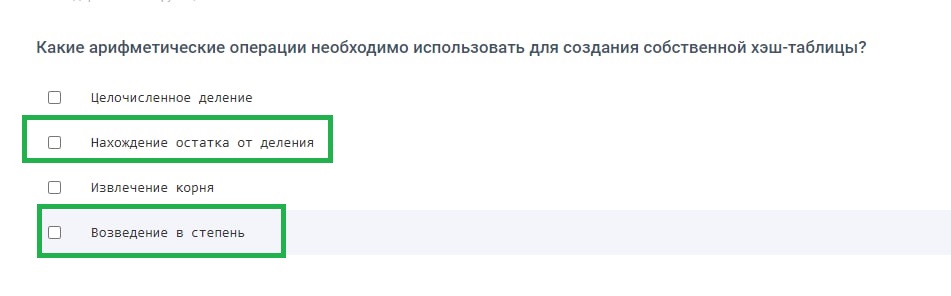 Какие арифметические операции необходимо использовать для создания собственной хэш-таблицы?
Целочисленное деление
Нахождение остатка от деления
Извлечение корня
Возведение в степень